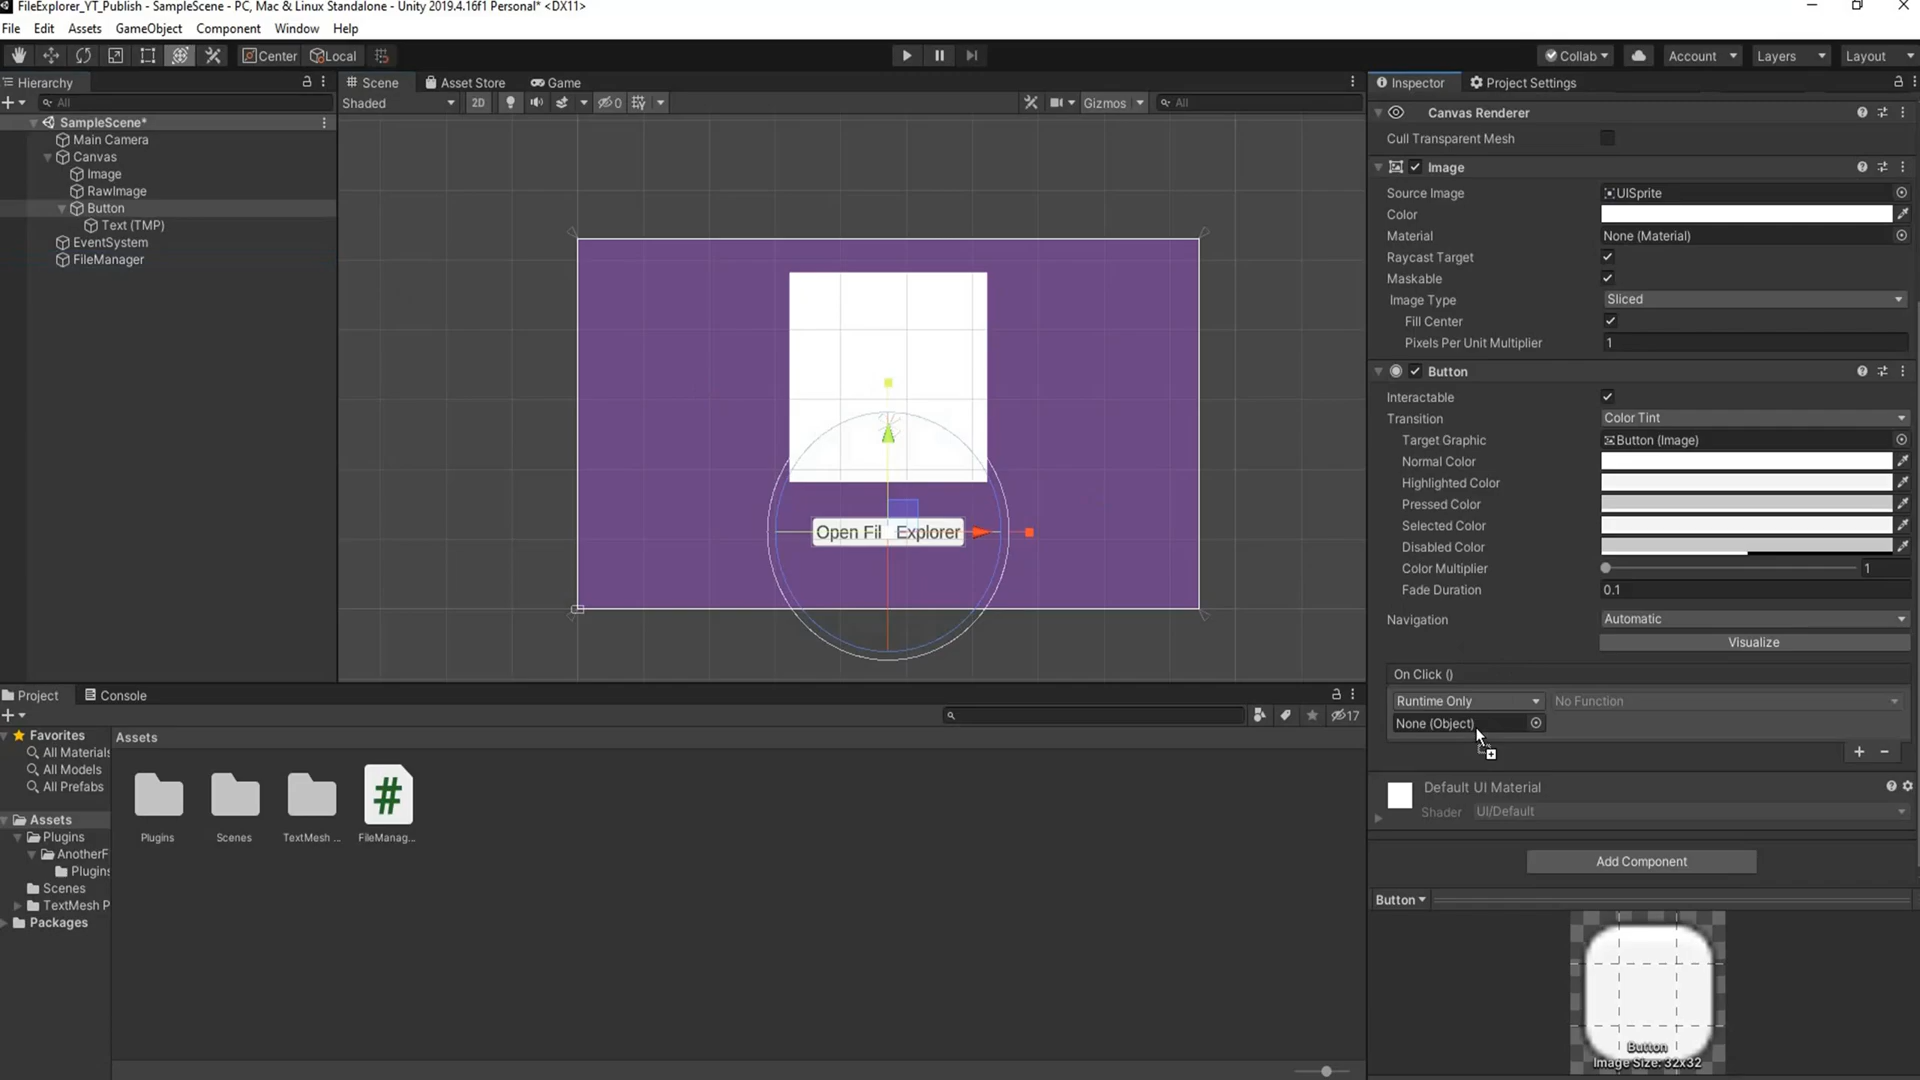 FileExplorer_YT_Publish - SampleScene - PC, Mac & Linux Standalone - Unity 2019.4.16f1 Personal* <DX11>
File Edit Assets GameObject Component Window Help
Center Local Collab Account Layers Layout
Hierarchy
All
SampleScene*
Main Camera
Canvas
Image
RawImage
Button
Text (TMP)
EventSystem
FileManager
Scene Asset Store Game
Shaded 2D 0 Gizmos All
Open Fil Explorer
Project Console
17
Favorites
All Materials
All Models
All Prefabs
Assets
Plugins
AnotherF
Plugins
Scenes
TextMesh P
Packages
Assets
Plugins Scenes TextMesh ... FileManag...
Inspector Project Settings
Canvas Renderer
Cull Transparent Mesh
Image
Source Image UISprite
Color
Material None (Material)
Raycast Target
Maskable
Image Type Sliced
Fill Center
Pixels Per Unit Multiplier 1
Button
Interactable
Transition Color Tint
Target Graphic Button (Image)
Normal Color
Highlighted Color
Pressed Color
Selected Color
Disabled Color
Color Multiplier 1
Fade Duration 0.1
Navigation Automatic
Visualize
On Click ()
Runtime Only No Function
None (Object)
Default UI Material
Shader UI/Default
Add Component
Button
Button
Image Size: 32x32